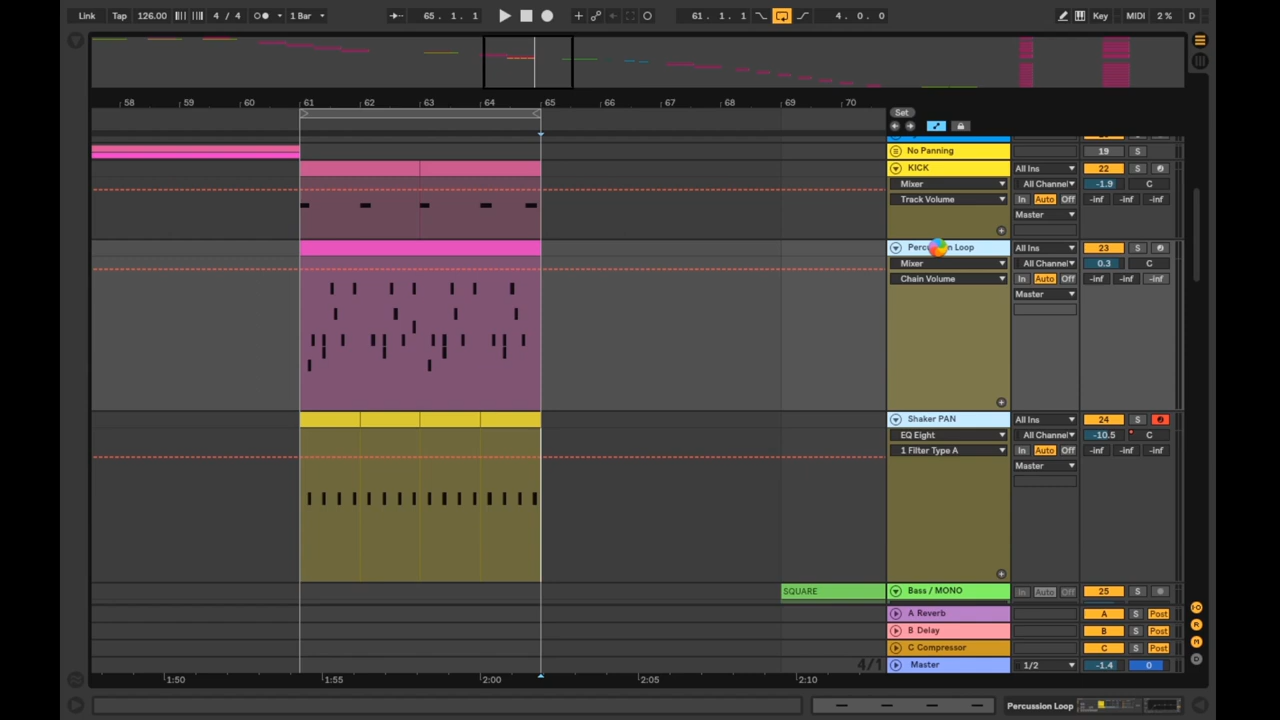 Link Tap 126.00 4 / 4 1 Bar 65. 1. 1 61. 1. 1 4. 0. 0 Key MIDI 2 % D
58 59 60 61 62 63 64 65 66 67 68 69 70 Set
No Panning 19 S
KICK All Ins 22 S
Mixer All Channel -1.9 C
Track Volume In Auto Off -inf -inf -inf
Master
Perc n Loop All Ins 23 S
Mixer All Channel 0.3 C
Chain Volume In Auto Off -inf -inf -inf
Master
Shaker PAN All Ins 24 S
EQ Eight All Channel -10.5 C
1 Filter Type A In Auto Off -inf -inf -inf
Master
SQUARE Bass / MONO In Auto Off 25 S
A Reverb A S Post
B Delay B S Post
C Compressor C S Post
4/1 Master 1/2 -1.4 0
1:50 1:55 2:00 2:05 2:10
Percussion Loop